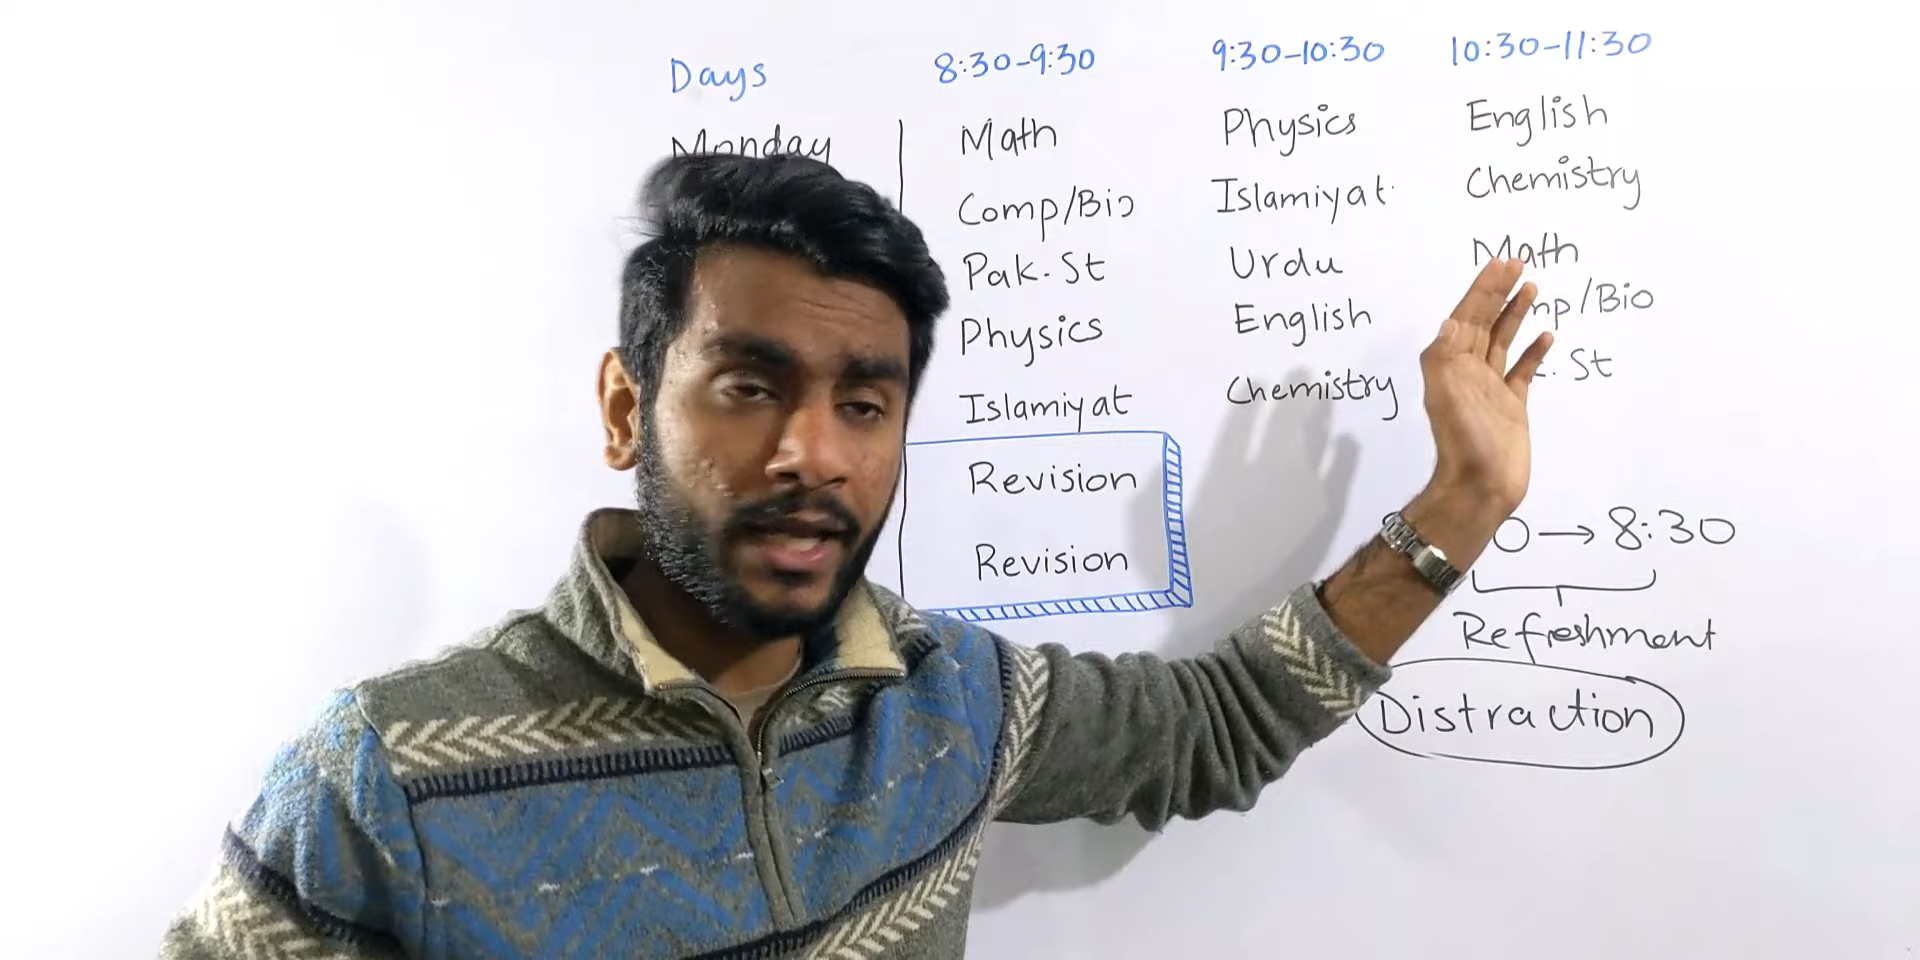 Days 8:30-9:30 9:30-10:30 10:30-11:30
Monday Math Physics English
Comp/Bio Islamiyat Chemistry
Pak. St Urdu Math
Physics English /Bio
Islamiyat Chemistry St
Revision
Revision
→ 8:30
Refreshment
Distraction